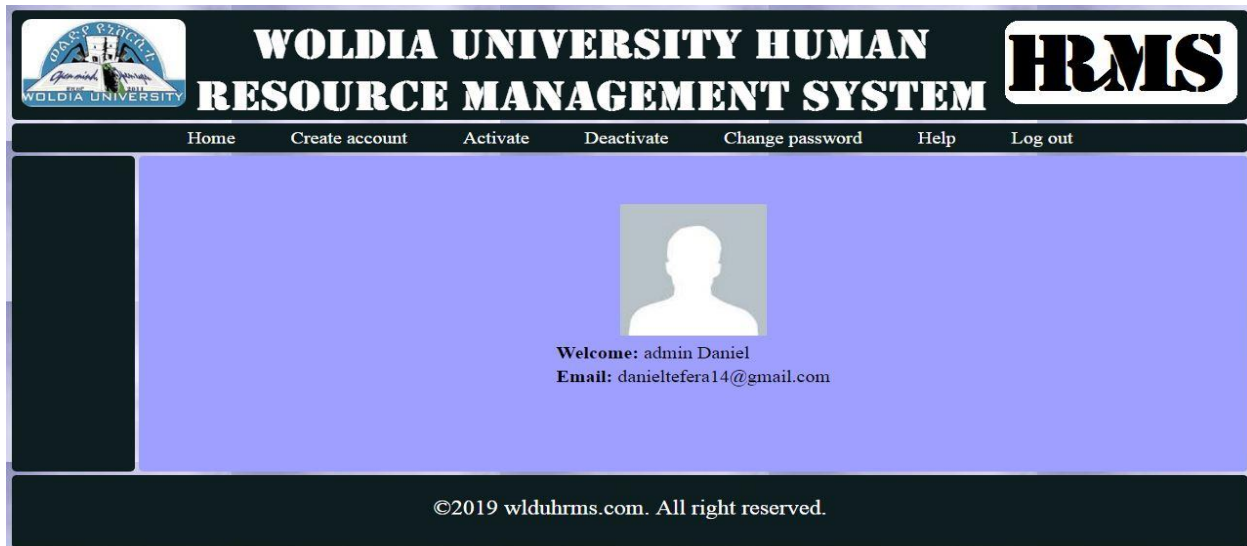 WOLDIA UNIVERSITY
WOLDIA UNIVERSITY HUMAN
RESOURCE MANAGEMENT SYSTEM
HRMS
Home Create account Activate Deactivate Change password Help Log out
Welcome: admin Daniel
Email: danieltefera14@gmail.com
©2019 wlduhrms.com. All right reserved.